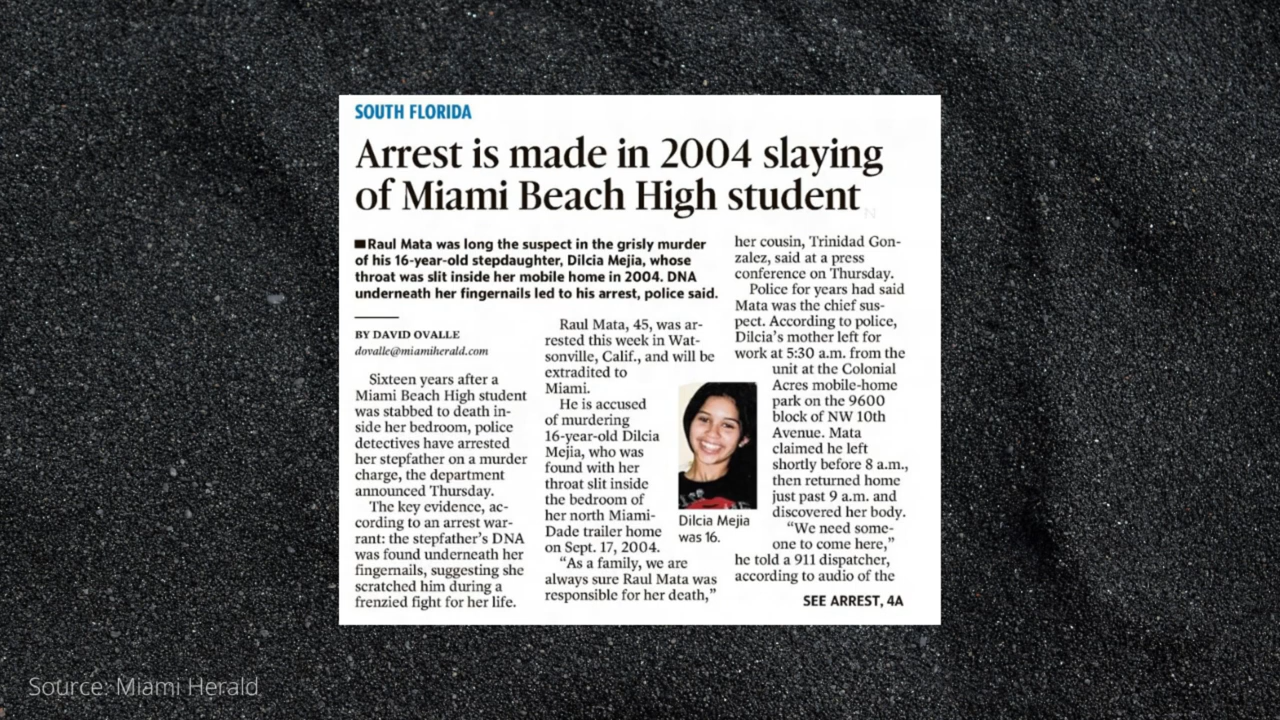 SOUTH FLORIDA
Arrest is made in 2004 slaying
of Miami Beach High student
■Raul Mata was long the suspect in the grisly murder
of his 16-year-old stepdaughter, Dilcia Mejia, whose
throat was slit inside her mobile home in 2004. DNA
underneath her fingernails led to his arrest, police said.
BY DAVID OVALLE
dovalle@miamiherald.com
Sixteen years after a
Miami Beach High student
was stabbed to death in-
side her bedroom, police
detectives have arrested
her stepfather on a murder
charge, the department
announced Thursday.
The key evidence, ac-
cording to an arrest war-
rant: the stepfather's DNA
was found underneath her
fingernails, suggesting she
scratched him during a
frenzied fight for her life.
Raul Mata, 45, was ar-
rested this week in Wat-
sonville, Calif., and will be
extradited to
Miami.
He is accused
of murdering
16-year-old Dilcia
Mejia, who was
found with her
throat slit inside
the bedroom of
her north Miami-
Dade trailer home
on Sept. 17, 2004.
"As a family, we are
always sure Raul Mata was
responsible for her death,"
Dilcia Mejia
was 16.
her cousin, Trinidad Gon-
zalez, said at a press
conference on Thursday.
Police for years had said
Mata was the chief sus-
pect. According to police,
Dilcia's mother left for
work at 5:30 a.m. from the
unit at the Colonial
Acres mobile-home
park on the 9600
block of NW 10th
Avenue. Mata
claimed he left
shortly before 8 a.m.,
then returned home
just past 9 a.m. and
discovered her body.
"We need some-
one to come here,"
he told a 911 dispatcher,
according to audio of the
SEE ARREST, 4A
Source: Miami Herald